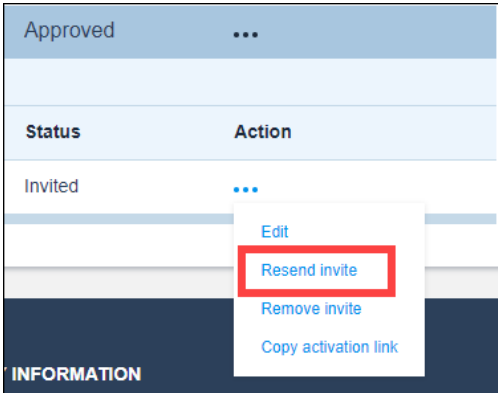 Approved •••
Status Action
Invited •••
Edit
Resend invite
Remove invite
Copy activation link
INFORMATION